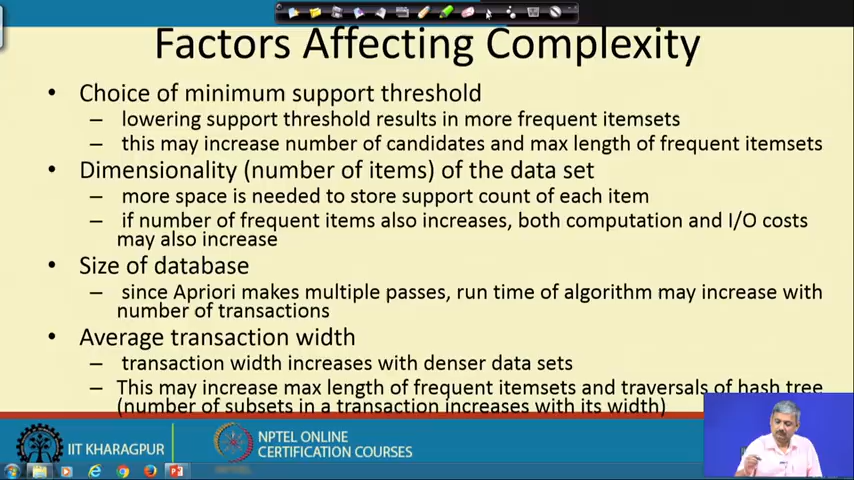 Factors Affecting Complexity
• Choice of minimum support threshold
– lowering support threshold results in more frequent itemsets
– this may increase number of candidates and max length of frequent itemsets
• Dimensionality (number of items) of the data set
– more space is needed to store support count of each item
– if number of frequent items also increases, both computation and I/O costs
may also increase
• Size of database
– since Apriori makes multiple passes, run time of algorithm may increase with
number of transactions
• Average transaction width
– transaction width increases with denser data sets
– This may increase max length of frequent itemsets and traversals of hash tree
(number of subsets in a transaction increases with its width)
IIT KHARAGPUR
NPTEL ONLINE
CERTIFICATION COURSES